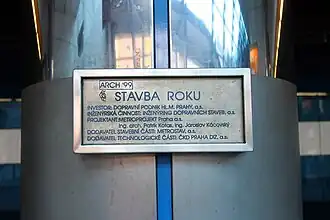 ARCH '99
STAVBA ROKU
INVESTOR: DOPRAVNÍ PODNIK HL.M. PRAHY, a.s.
INŽENÝRSKÁ ČINNOST: INŽENÝRING DOPRAVNÍCH STAVEB, a.s.
PROJEKTANT: METROPROJEKT Praha a.s.
Ing. arch. Patrik Kotas, Ing. Jaroslav
DODAVATEL STAVEBNÍ ČÁSTI: METROSTAV, a.s.
DODAVATEL TECHNOLOGICKÉ ČÁSTI: ČKD PRAHA DIZ, a.s.